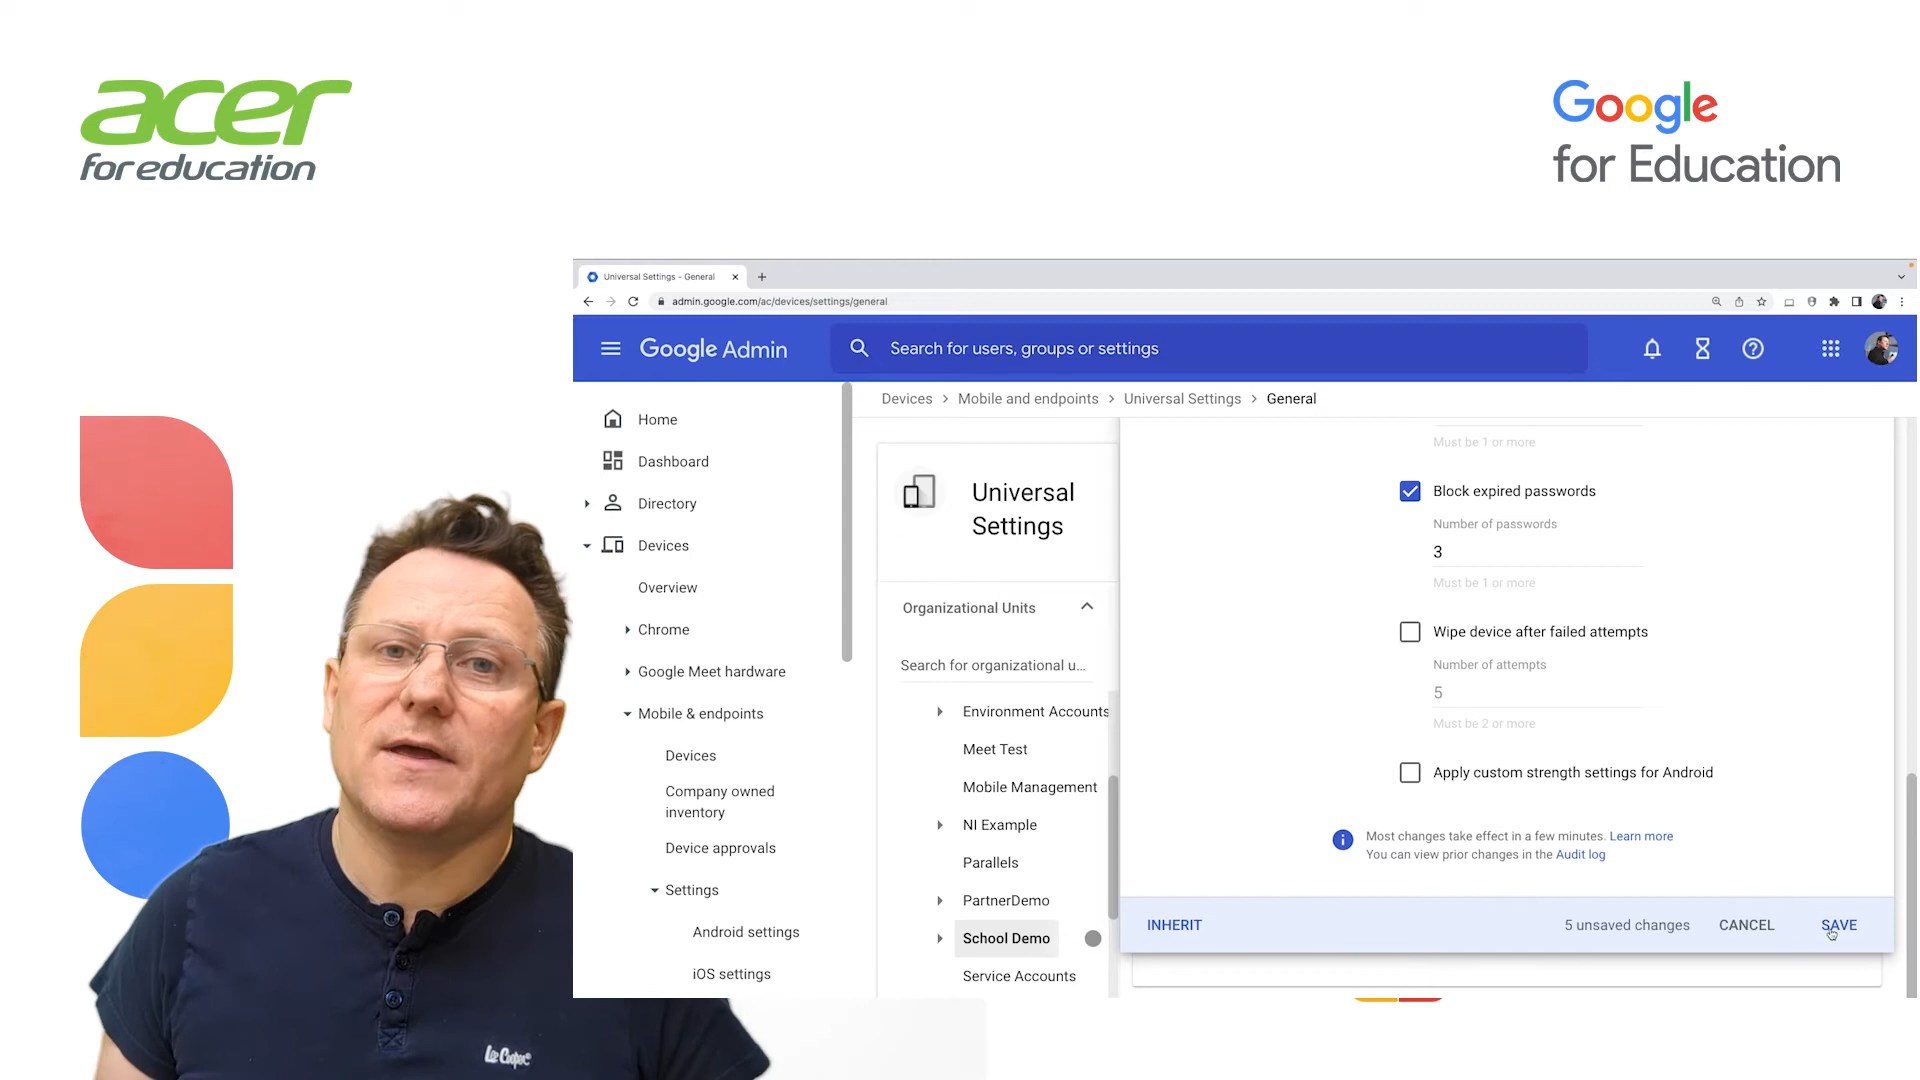 acer
for education
Google
for Education
Universal Settings - General
admin.google.com/ac/devices/settings/general
Google Admin
Search for users, groups or settings
Home
Dashboard
Directory
Devices
Overview
Chrome
Google Meet hardware
Mobile & endpoints
Devices
Company owned
inventory
Device approvals
Settings
Android settings
iOS settings
Devices > Mobile and endpoints > Universal Settings > General
Universal
Settings
Organizational Units
Search for organizational u...
Environment Accounts
Meet Test
Mobile Management
NI Example
Parallels
PartnerDemo
School Demo
Service Accounts
Must be 1 or more
Block expired passwords
Number of passwords
3
Must be 1 or more
Wipe device after failed attempts
Number of attempts
5
Must be 2 or more
Apply custom strength settings for Android
Most changes take effect in a few minutes. Learn more
You can view prior changes in the Audit log
INHERIT
5 unsaved changes
CANCEL
SAVE
Lee Cooper